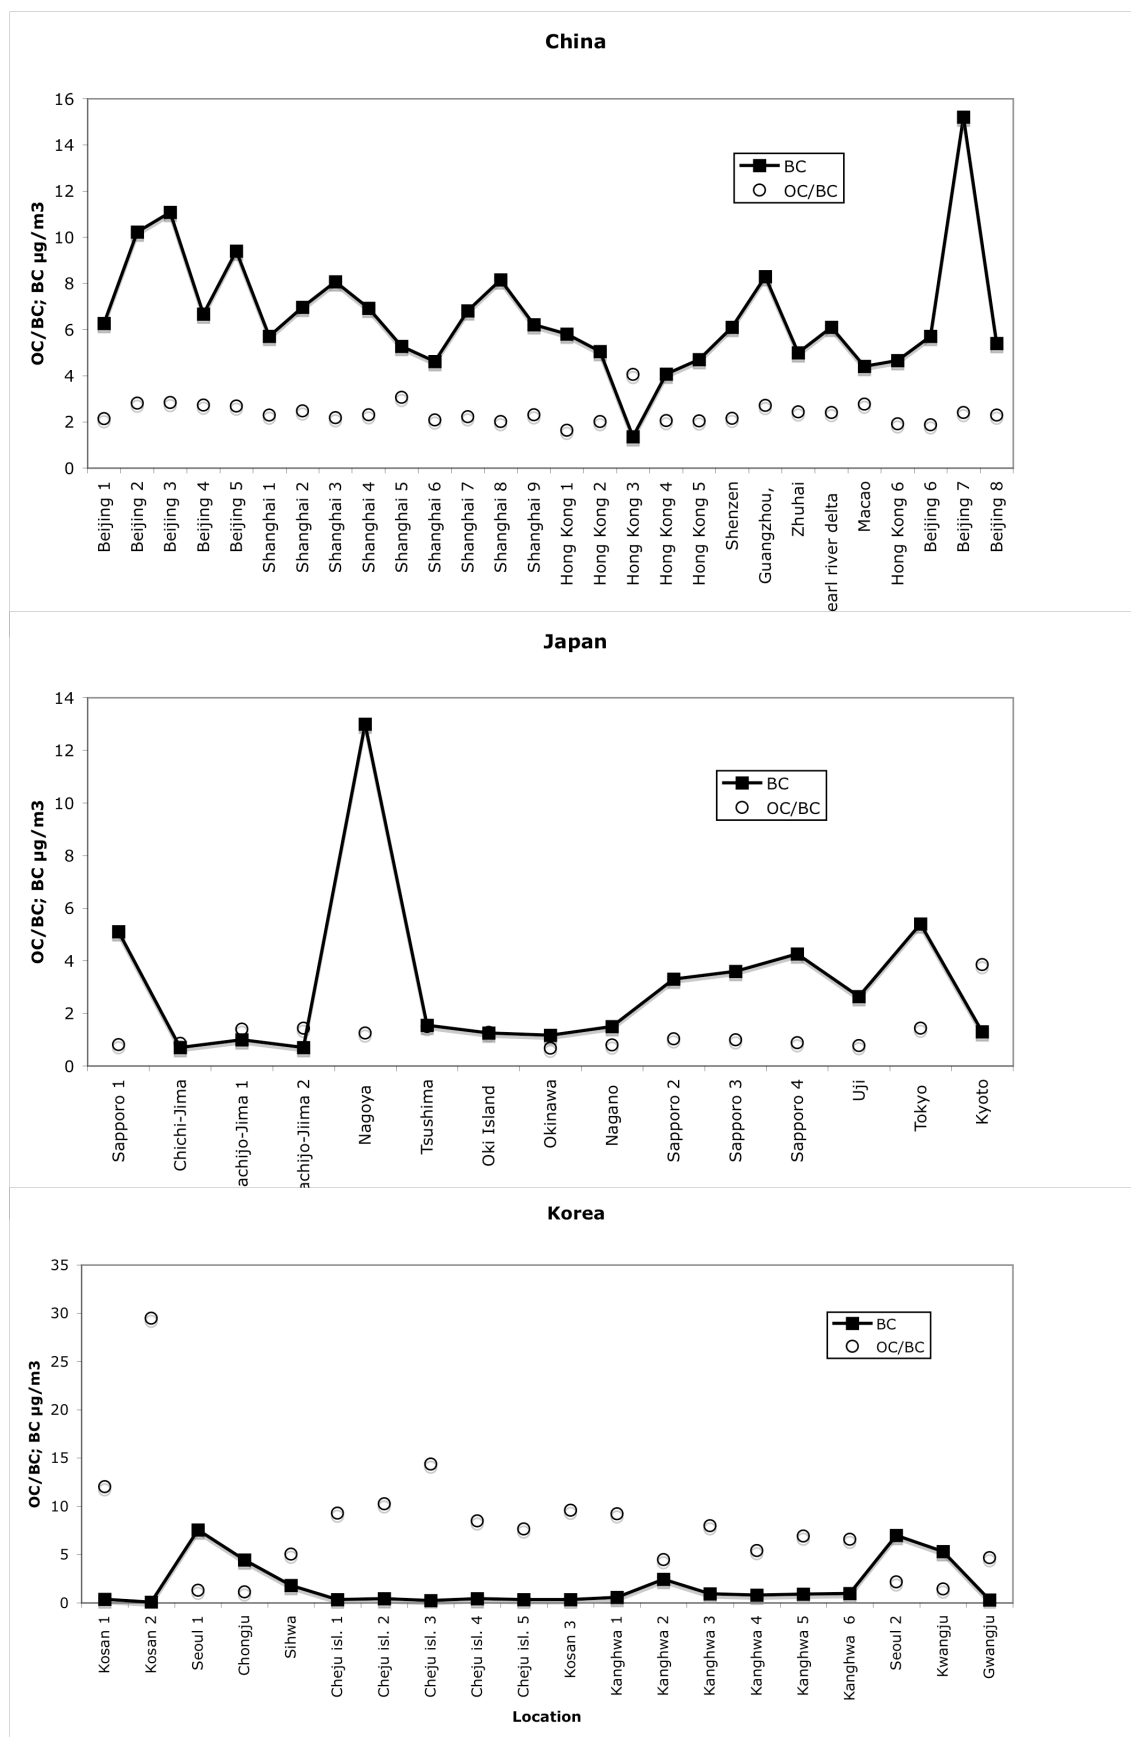 China
16
14
12
10
8
6
4
2
0
OC/BC; BC µg/m3
BC
OC/BC
Beijing 1
Beijing 2
Beijing 3
Beijing 4
Beijing 5
Shanghai 1
Shanghai 2
Shanghai 3
Shanghai 4
Shanghai 5
Shanghai 6
Shanghai 7
Shanghai 8
Shanghai 9
Hong Kong 1
Hong Kong 2
Hong Kong 3
Hong Kong 4
Hong Kong 5
Shenzen
Guangzhou,
Zhuhai
earl river delta
Macao
Hong Kong 6
Beijing 6
Beijing 7
Beijing 8
Japan
14
12
10
8
6
4
2
0
OC/BC; BC µg/m3
BC
OC/BC
Sapporo 1
Chichi-Jima
achijo-Jima 1
achijo-Jiima 2
Nagoya
Tsushima
Oki Island
Okinawa
Nagano
Sapporo 2
Sapporo 3
Sapporo 4
Uji
Tokyo
Kyoto
Korea
35
30
25
20
15
10
5
0
OC/BC; BC µg/m3
BC
OC/BC
Kosan 1
Kosan 2
Seoul 1
Chongju
Sihwa
Cheju isl. 1
Cheju isl. 2
Cheju isl. 3
Cheju isl. 4
Cheju isl. 5
Kosan 3
Kanghwa 1
Kanghwa 2
Kanghwa 3
Kanghwa 4
Kanghwa 5
Kanghwa  6
Seoul 2
Kwangju
Gwangju
Location